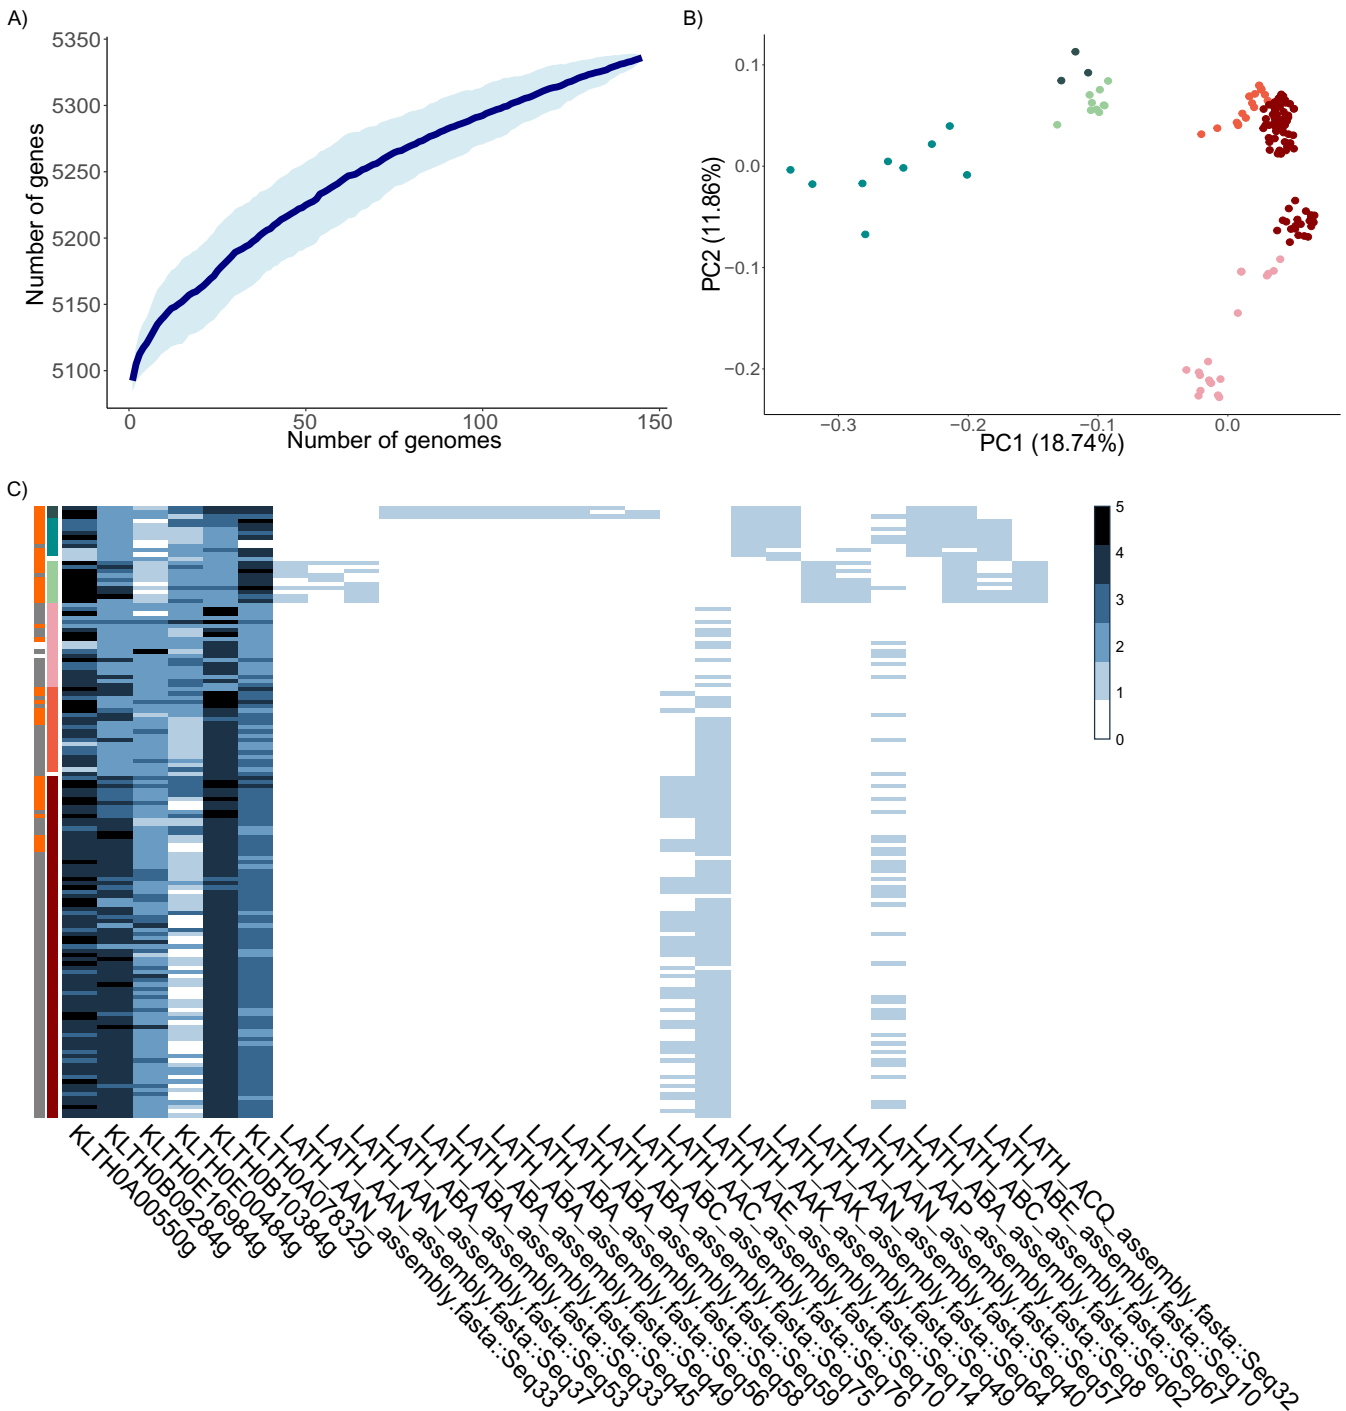 A)
Number of genes
5350
5300
5250
5200
5150
5100
0
50
100
150
Number of genomes
B)
PC2 (11.86%)
0.1
0.0
−0.1
−0.2
−0.3
−0.2
−0.1
0.0
PC1 (18.74%)
C)
5
4
3
2
1
0
KLTH0A00550g
KLTH0B09284g
KLTH0E16984g
KLTH0E00484g
KLTH0B10384g
KLTH0A07832g
LATH_AAN_assembly.fasta::Seq33
LATH_AAN_assembly.fasta::Seq37
LATH_AAN_assembly.fasta::Seq53
LATH_ABA_assembly.fasta::Seq33
LATH_ABA_assembly.fasta::Seq45
LATH_ABA_assembly.fasta::Seq49
LATH_ABA_assembly.fasta::Seq56
LATH_ABA_assembly.fasta::Seq58
LATH_ABA_assembly.fasta::Seq59
LATH_ABA_assembly.fasta::Seq75
LATH_ABC_assembly.fasta::Seq76
LATH_AAC_assembly.fasta::Seq10
LATH_AAE_assembly.fasta::Seq14
LATH_AAK_assembly.fasta::Seq49
LATH_AAK_assembly.fasta::Seq64
LATH_AAN_assembly.fasta::Seq40
LATH_AAN_assembly.fasta::Seq57
LATH_AAP_assembly.fasta::Seq8
LATH_ABA_assembly.fasta::Seq62
LATH_ABC_assembly.fasta::Seq67
LATH_ABE_assembly.fasta::Seq10
LATH_ACQ_assembly.fasta::Seq32